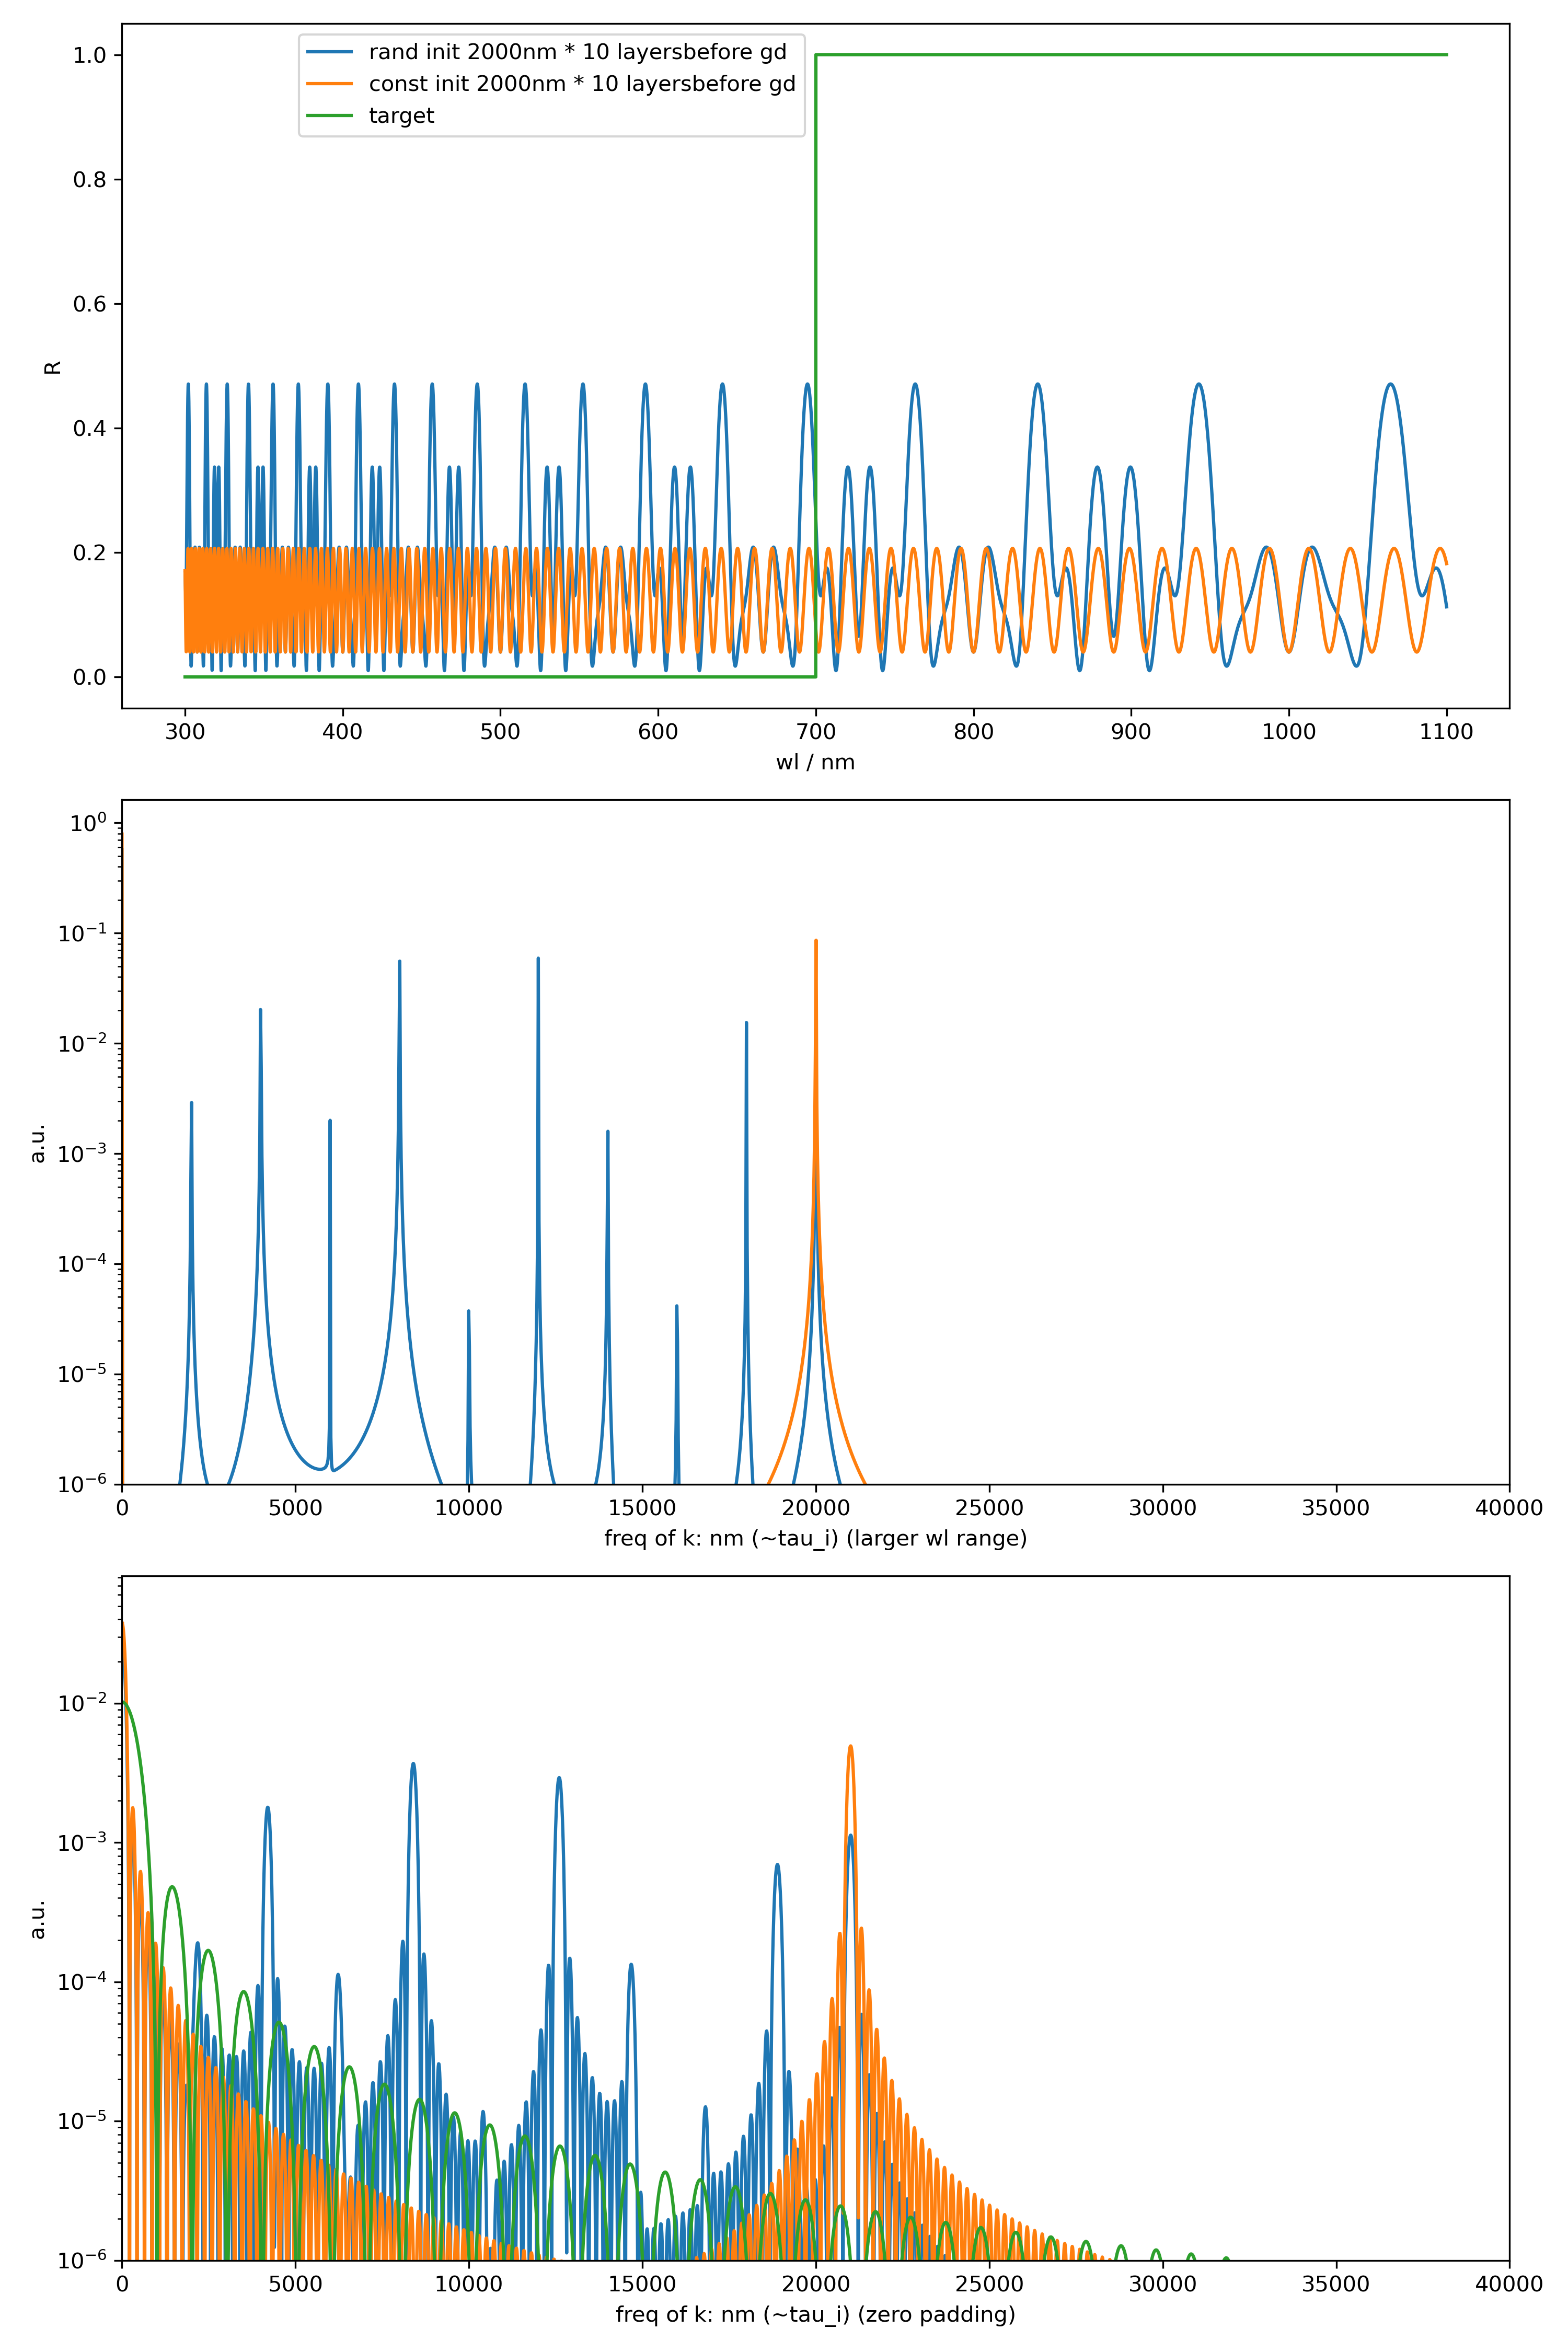 1.0
0.8
0.6
0.4
0.2
0.0
R
rand init 2000nm * 10 layersbefore gd
const init 2000nm * 10 layersbefore gd
target
300 400 500 600 700 800 900 1000 1100
wl / nm
10⁰
10⁻¹
10⁻²
10⁻³
10⁻⁴
10⁻⁵
10⁻⁶
a.u.
0 5000 10000 15000 20000 25000 30000 35000 40000
freq of k: nm (~tau_i) (larger wl range)
10⁻²
10⁻³
10⁻⁴
10⁻⁵
10⁻⁶
a.u.
0 5000 10000 15000 20000 25000 30000 35000 40000
freq of k: nm (~tau_i) (zero padding)